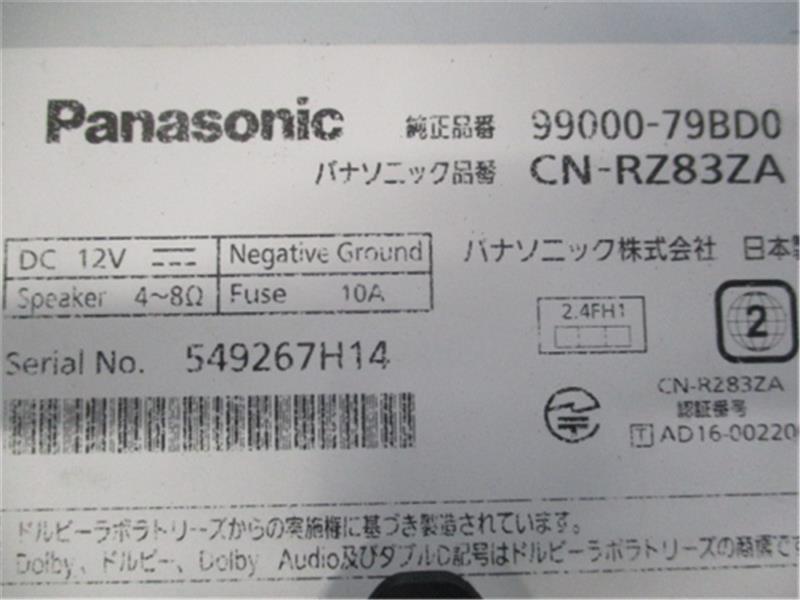 Panasonic 純正品番 99000-79BD0
パナソニック品番 CN-RZ83ZA
DC 12V Negative Ground
Speaker 4~8Ω Fuse 10A
パナソニック株式会社 日本製
2.4FH1
2
Serial No. 549267H14
CN-RZ83ZA
認証番号
T AD16-00220
ドルビーラボラトリーズからの実施権に基づき製造されています。
Dolby、ドルビー、Dolby Audio及びダブルD記号はドルビーラボラトリーズの商標です